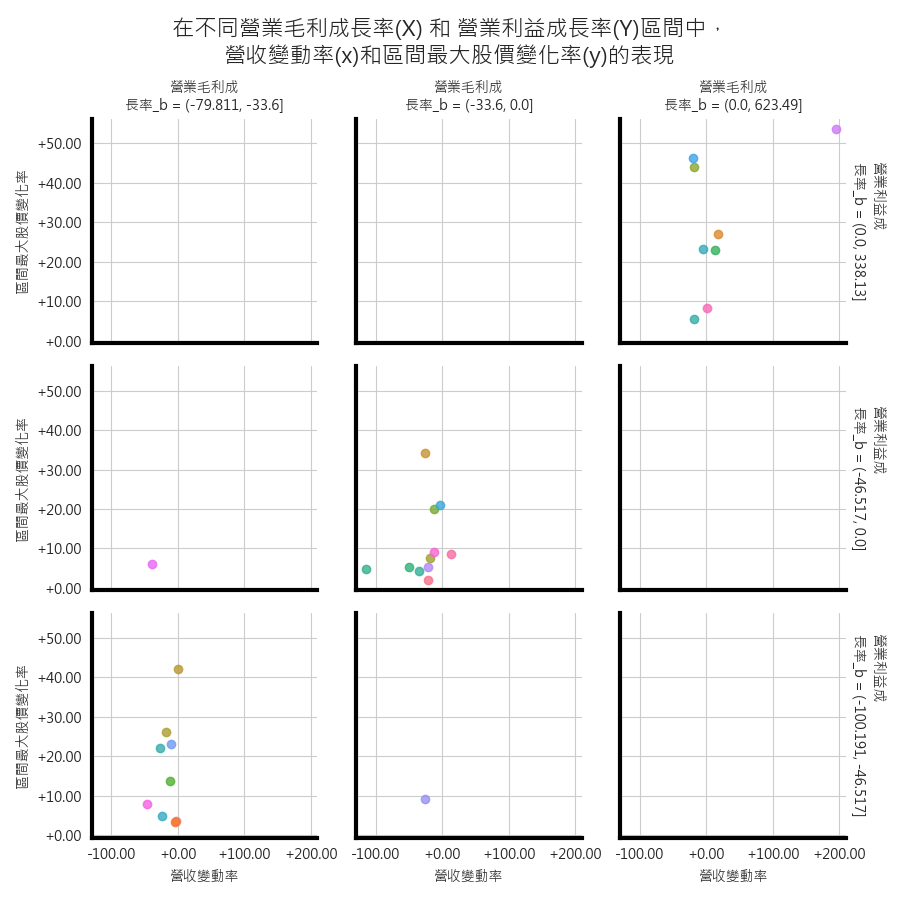 在不同營業毛利成長率(X) 和 營業利益成長率(Y)區間中，
營收變動率(x)和區間最大股價變化率(y)的表現
營業毛利成
長率_b = (-79.811, -33.6]
營業毛利成
長率_b = (-33.6, 0.0]
營業毛利成
長率_b = (0.0, 623.49]
區間最大股價變化率
+50.00
+40.00
+30.00
+20.00
+10.00
+0.00
營業利益成
長率_b = (0.0, 338.13]
區間最大股價變化率
+50.00
+40.00
+30.00
+20.00
+10.00
+0.00
營業利益成
長率_b = (-46.517, 0.0]
區間最大股價變化率
+50.00
+40.00
+30.00
+20.00
+10.00
+0.00
營業利益成
長率_b = (-100.191, -46.517]
-100.00 +0.00 +100.00 +200.00
-100.00 +0.00 +100.00 +200.00
-100.00 +0.00 +100.00 +200.00
營收變動率
營收變動率
營收變動率